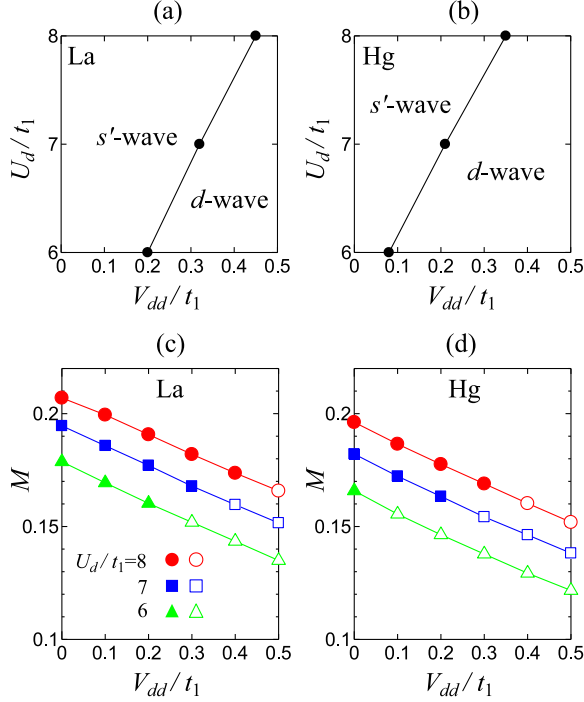 (a) (b)
8 La 8 Hg
s′-wave s′-wave
U_d/t_1 7 U_d/t_1 7
d-wave d-wave
6 6
0 0.1 0.2 0.3 0.4 0.5 0 0.1 0.2 0.3 0.4 0.5
V_dd/t_1 V_dd/t_1
(c) (d)
La Hg
0.2 0.2
M M
0.15 0.15
U_d/t_1=8
7
6
0.1 0.1
0 0.1 0.2 0.3 0.4 0.5 0 0.1 0.2 0.3 0.4 0.5
V_dd/t_1 V_dd/t_1